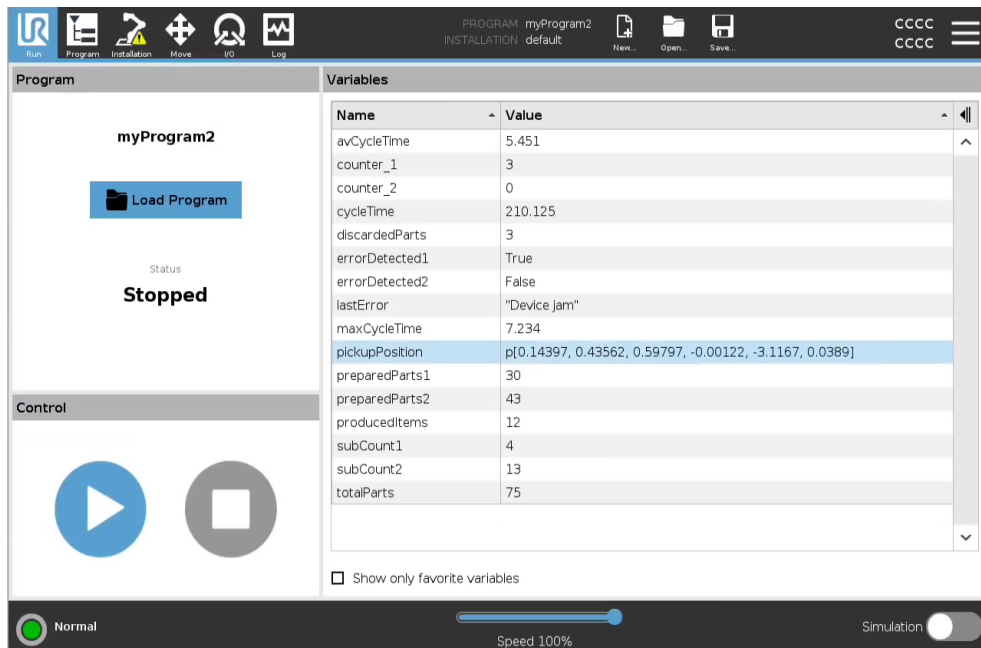 UR
Run
Program
Installation
Move
I/O
Log
PROGRAM myProgram2
INSTALLATION default
New...
Open...
Save...
CCCC
CCCC
Program
myProgram2
Load Program
Status
Stopped
Control
Variables
Name Value
avCycleTime 5.451
counter_1 3
counter_2 0
cycleTime 210.125
discardedParts 3
errorDetected1 True
errorDetected2 False
lastError "Device jam"
maxCycleTime 7.234
pickupPosition p[0.14397, 0.43562, 0.59797, -0.00122, -3.1167, 0.0389]
preparedParts1 30
preparedParts2 43
producedItems 12
subCount1 4
subCount2 13
totalParts 75
Show only favorite variables
Normal
Speed 100%
Simulation